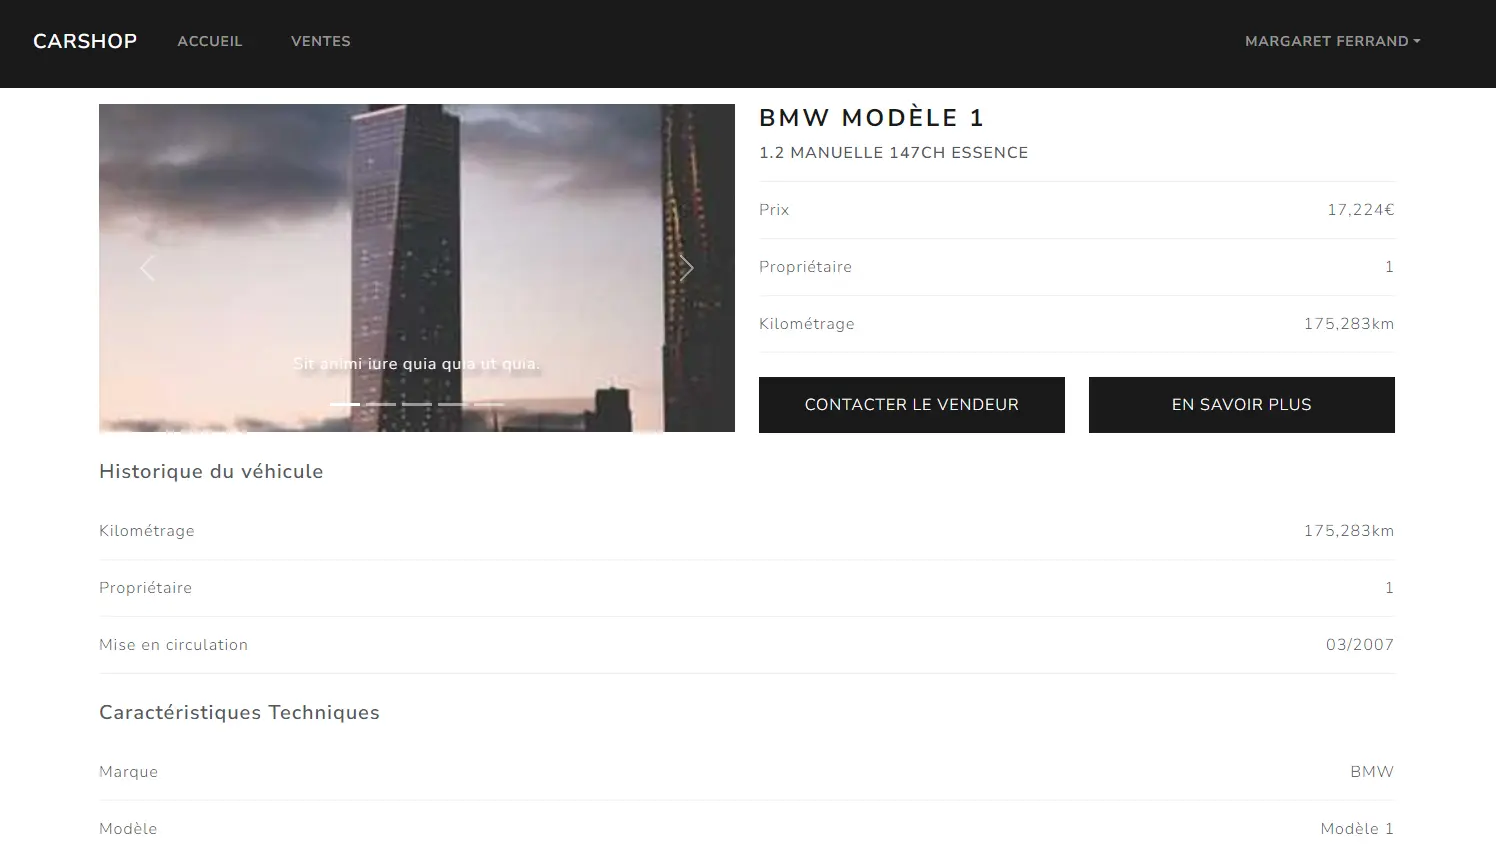 CARSHOP ACCUEIL VENTES MARGARET FERRAND
BMW MODÈLE 1
1.2 MANUELLE 147CH ESSENCE
Prix 17,224€
Propriétaire 1
Kilométrage 175,283km
Sit animi iure quia quia ut quia.
CONTACTER LE VENDEUR EN SAVOIR PLUS
Historique du véhicule
Kilométrage 175,283km
Propriétaire 1
Mise en circulation 03/2007
Caractéristiques Techniques
Marque BMW
Modèle Modèle 1